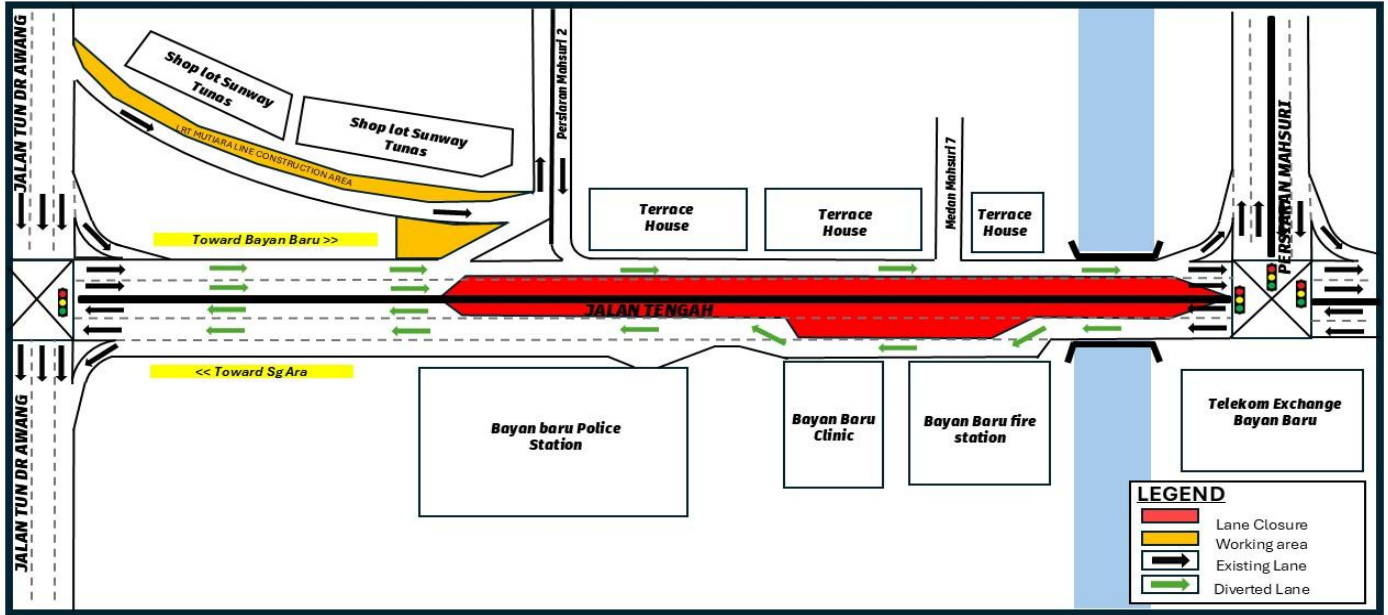 JALAN TUN DR AWANG
Shop lot Sunway
Tunas
Shop lot Sunway
Tunas
LRT MUTIARA LINE CONSTRUCTION AREA
Persiaran Mahsuri 2
Medan Mahsuri 7
PERSIARAN MAHSURI
Terrace
House
Terrace
House
Terrace
House
Toward Bayan Baru >>
JALAN TENGAH
<< Toward Sg Ara
JALAN TUN DR AWANG
Bayan baru Police
Station
Bayan Baru
Clinic
Bayan Baru fire
station
Telekom Exchange
Bayan Baru
LEGEND
Lane Closure
Working area
Existing Lane
Diverted Lane